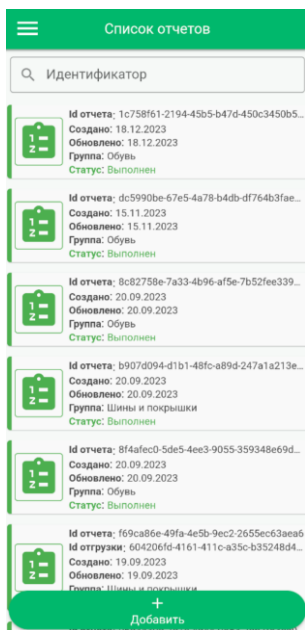 Список отчетов
Идентификатор
Id отчета: 1c758f61-2194-45b5-b47d-450c3450b5...
Создано: 18.12.2023
Обновлено: 18.12.2023
Группа: Обувь
Статус: Выполнен
Id отчета: dc5990be-67e5-4a78-b4db-df764b3fae...
Создано: 15.11.2023
Обновлено: 15.11.2023
Группа: Обувь
Статус: Выполнен
Id отчета: 8c82758e-7a33-4b96-af5e-7b52fee339...
Создано: 20.09.2023
Обновлено: 20.09.2023
Группа: Обувь
Статус: Выполнен
Id отчета: b907d094-d1b1-48fc-a89d-247a1a213e...
Создано: 20.09.2023
Обновлено: 20.09.2023
Группа: Шины и покрышки
Статус: Выполнен
Id отчета: 8f4afec0-5de5-4ee3-9055-359348e69d...
Создано: 20.09.2023
Обновлено: 20.09.2023
Группа: Обувь
Статус: Выполнен
Id отчета: f69ca86e-49fa-4e5b-9ec2-2655ec63aea6
Id отгрузки: 604206fd-4161-411c-a35c-b35248d4...
Создано: 19.09.2023
Обновлено: 19.09.2023
Группа: Шины и покрышки
+
Добавить